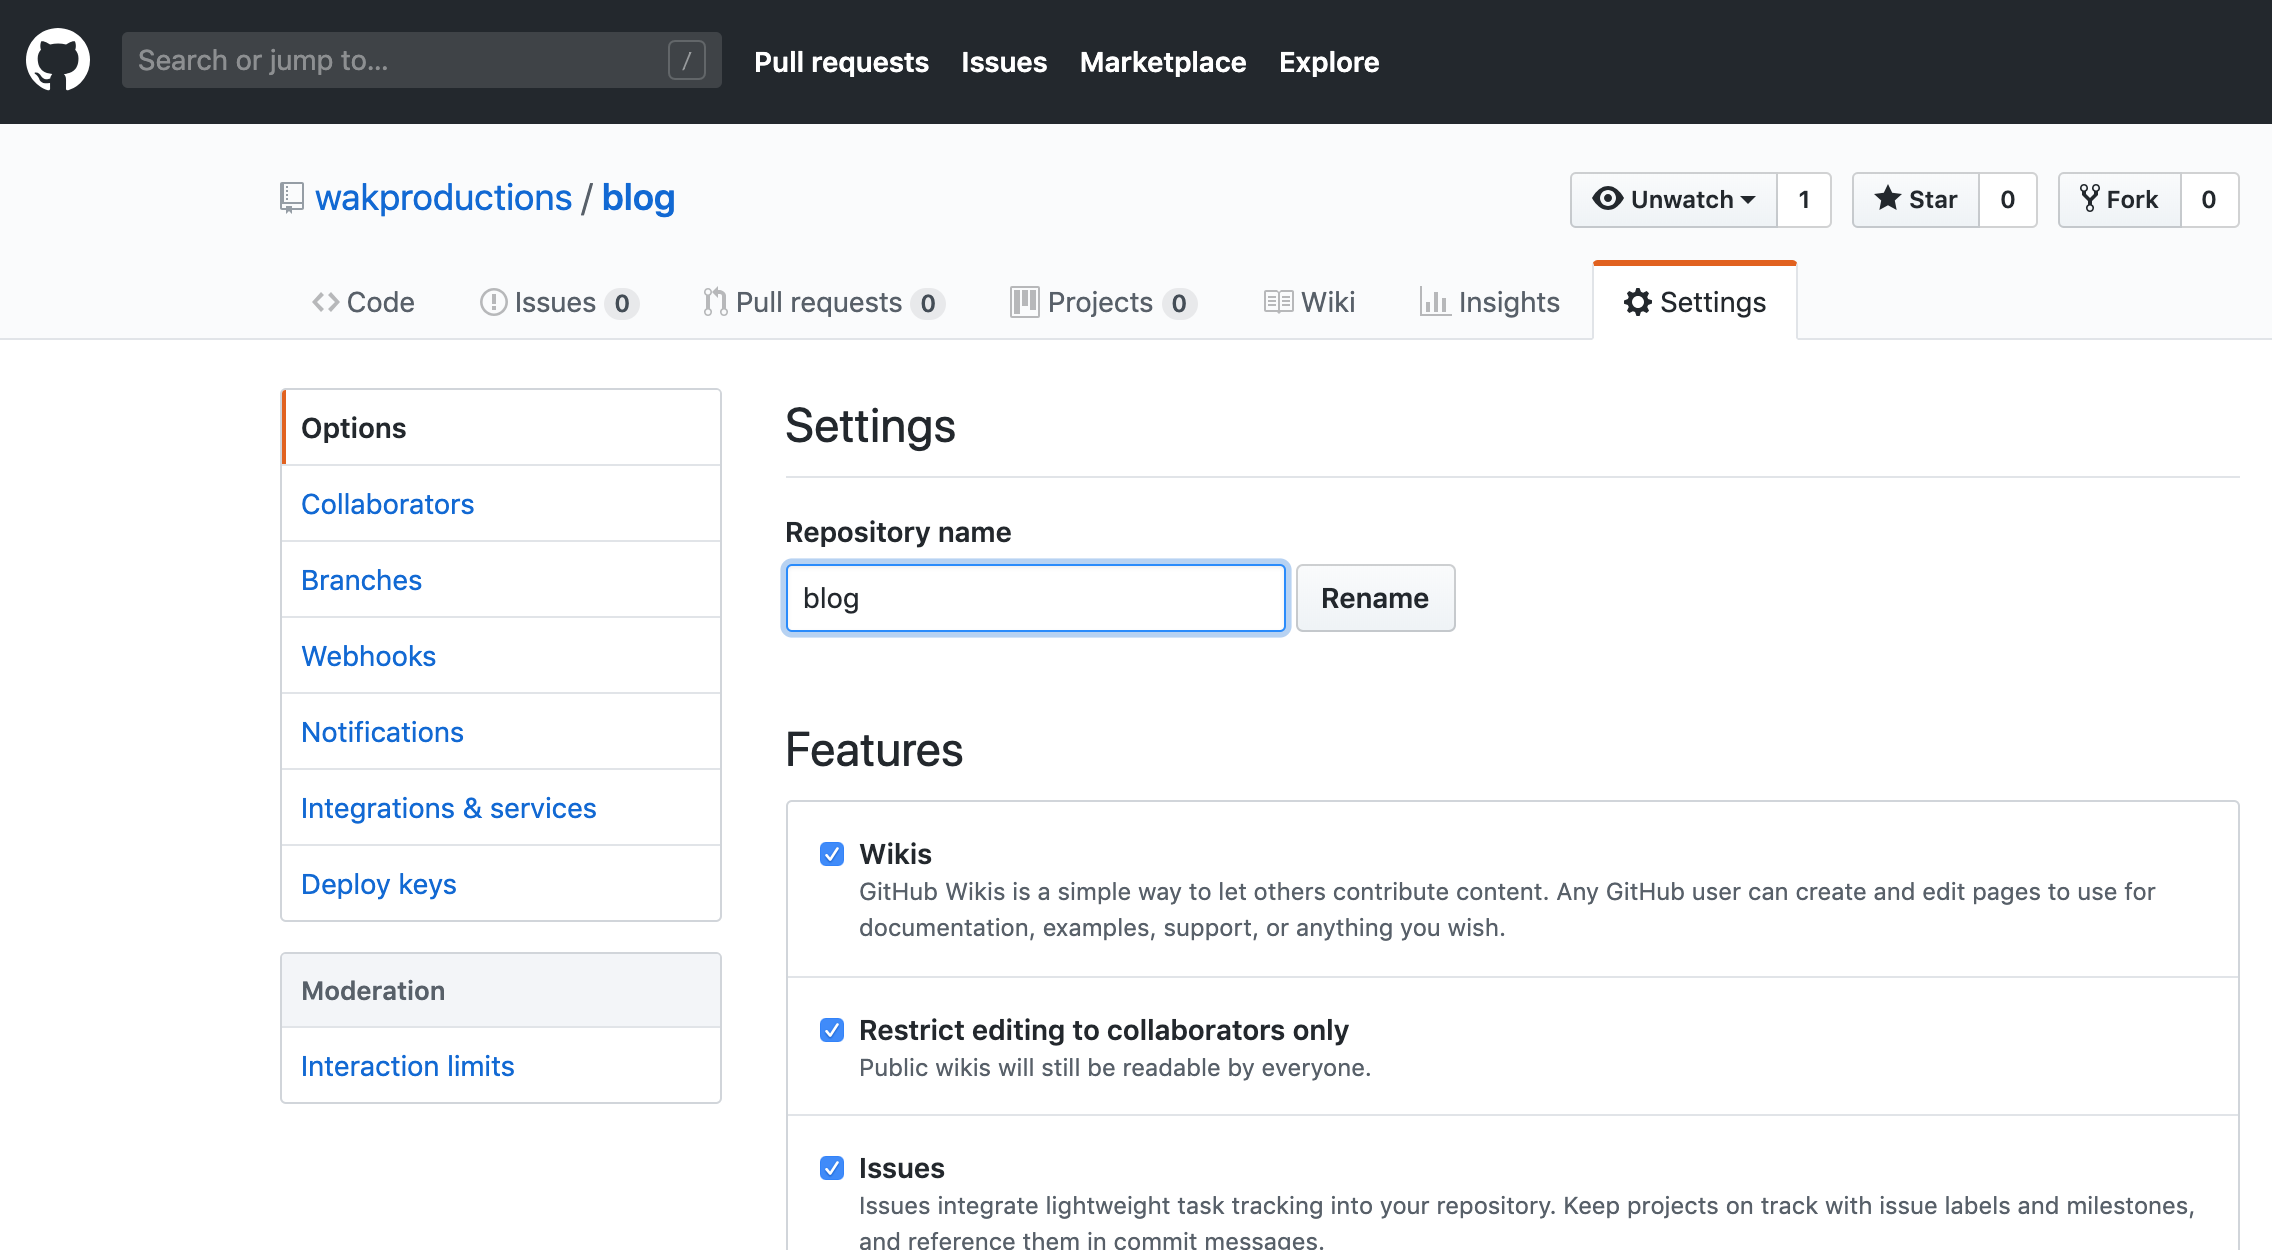 Search or jump to... /
Pull requests Issues Marketplace Explore
wakproductions / blog
Unwatch 1 Star 0 Fork 0
Code Issues 0 Pull requests 0 Projects 0 Wiki Insights Settings
Options
Collaborators
Branches
Webhooks
Notifications
Integrations & services
Deploy keys
Moderation
Interaction limits
Settings
Repository name
blog Rename
Features
Wikis
GitHub Wikis is a simple way to let others contribute content. Any GitHub user can create and edit pages to use for
documentation, examples, support, or anything you wish.
Restrict editing to collaborators only
Public wikis will still be readable by everyone.
Issues
Issues integrate lightweight task tracking into your repository. Keep projects on track with issue labels and milestones,
and reference them in commit messages.